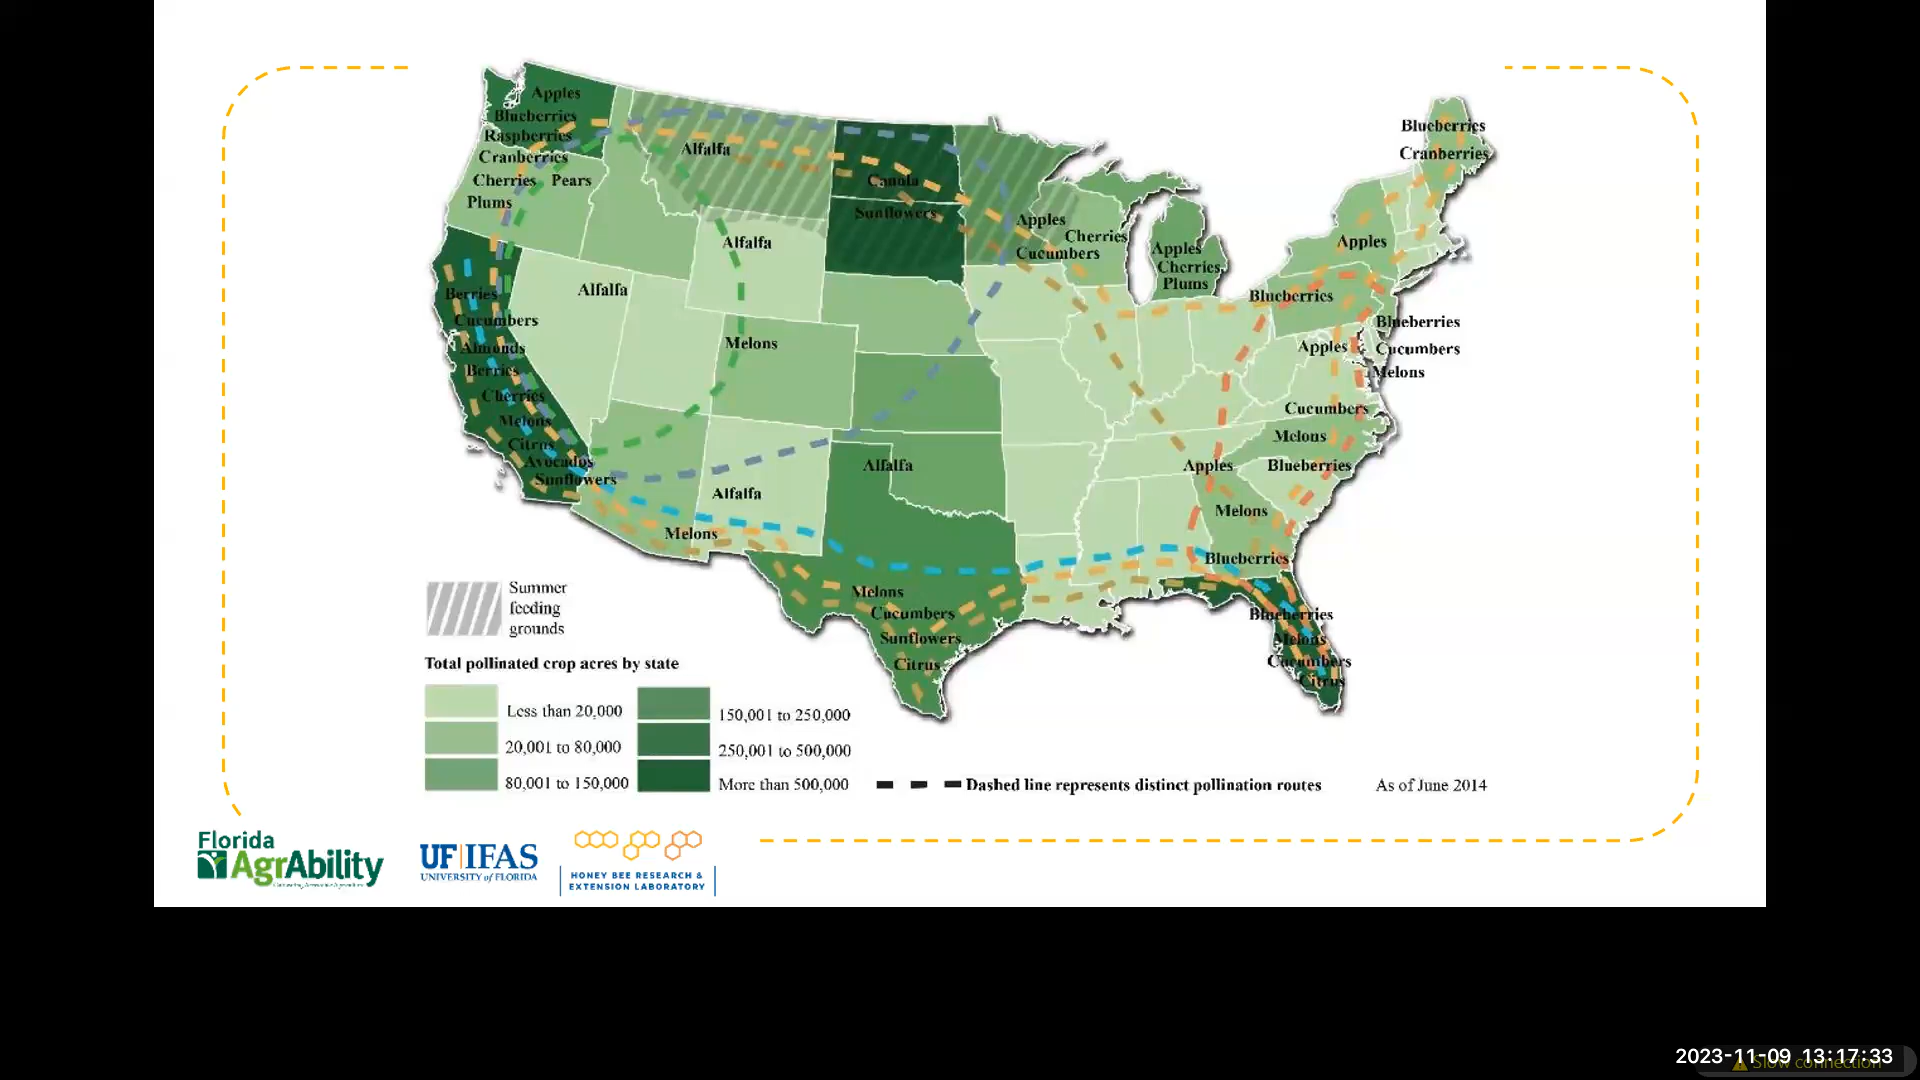 Apples
Blueberries
Raspberries
Cranberries
Cherries Pears
Plums
Alfalfa
Canola
Sunflowers
Apples
Cherries
Cucumbers
Apples
Cherries
Plums
Blueberries
Cranberries
Apples
Blueberries
Blueberries
Cucumbers
Melons
Apples
Cucumbers
Melons
Blueberries
Apples
Melons
Blueberries
Blueberries
Melons
Cucumbers
Citrus
Alfalfa
Alfalfa
Melons
Berries
Cucumbers
Almonds
Berries
Cherries
Melons
Citrus
Avocados
Sunflowers
Alfalfa
Alfalfa
Melons
Melons
Cucumbers
Sunflowers
Citrus
Summer
feeding
grounds
Total pollinated crop acres by state
Less than 20,000
20,001 to 80,000
80,001 to 150,000
150,001 to 250,000
250,001 to 500,000
More than 500,000
Dashed line represents distinct pollination routes
As of June 2014
Florida
AgrAbility
UF|IFAS
UNIVERSITY of FLORIDA
HONEY BEE RESEARCH &
EXTENSION LABORATORY
2023-11-09 13:17:33
Slow connection